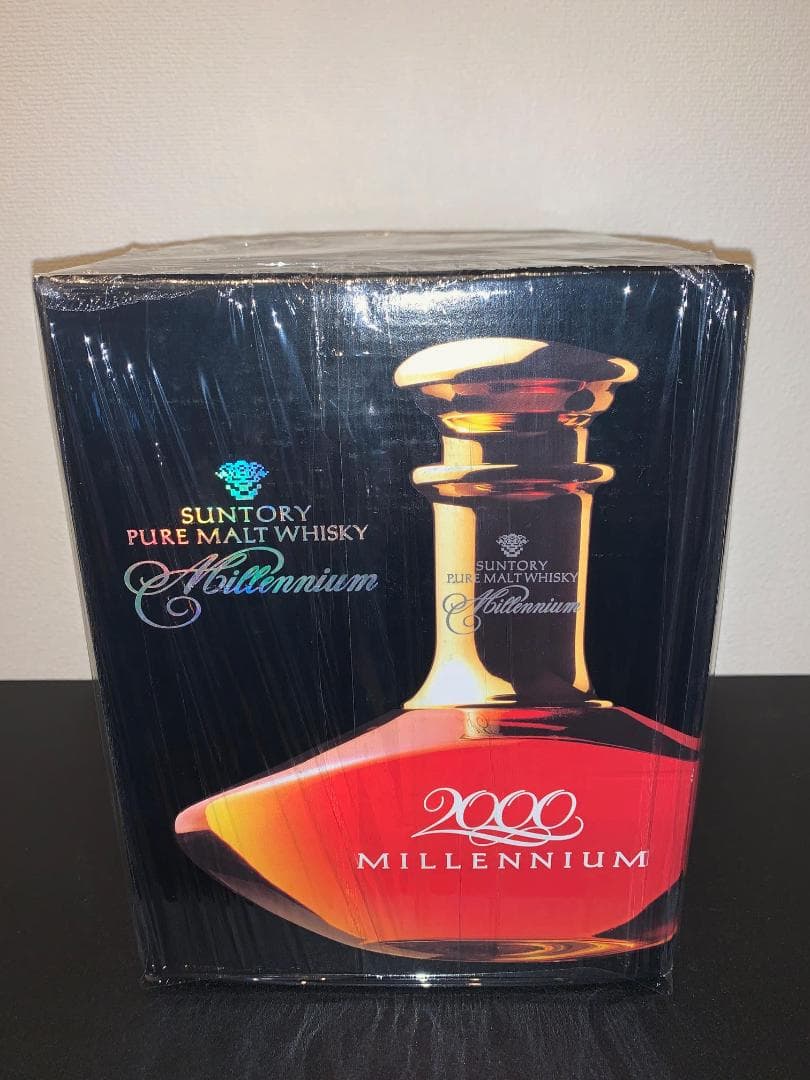 SUNTORY
PURE MALT WHISKY
Millennium
SUNTORY
PURE MALT WHISKY
Millennium
2000
MILLENNIUM